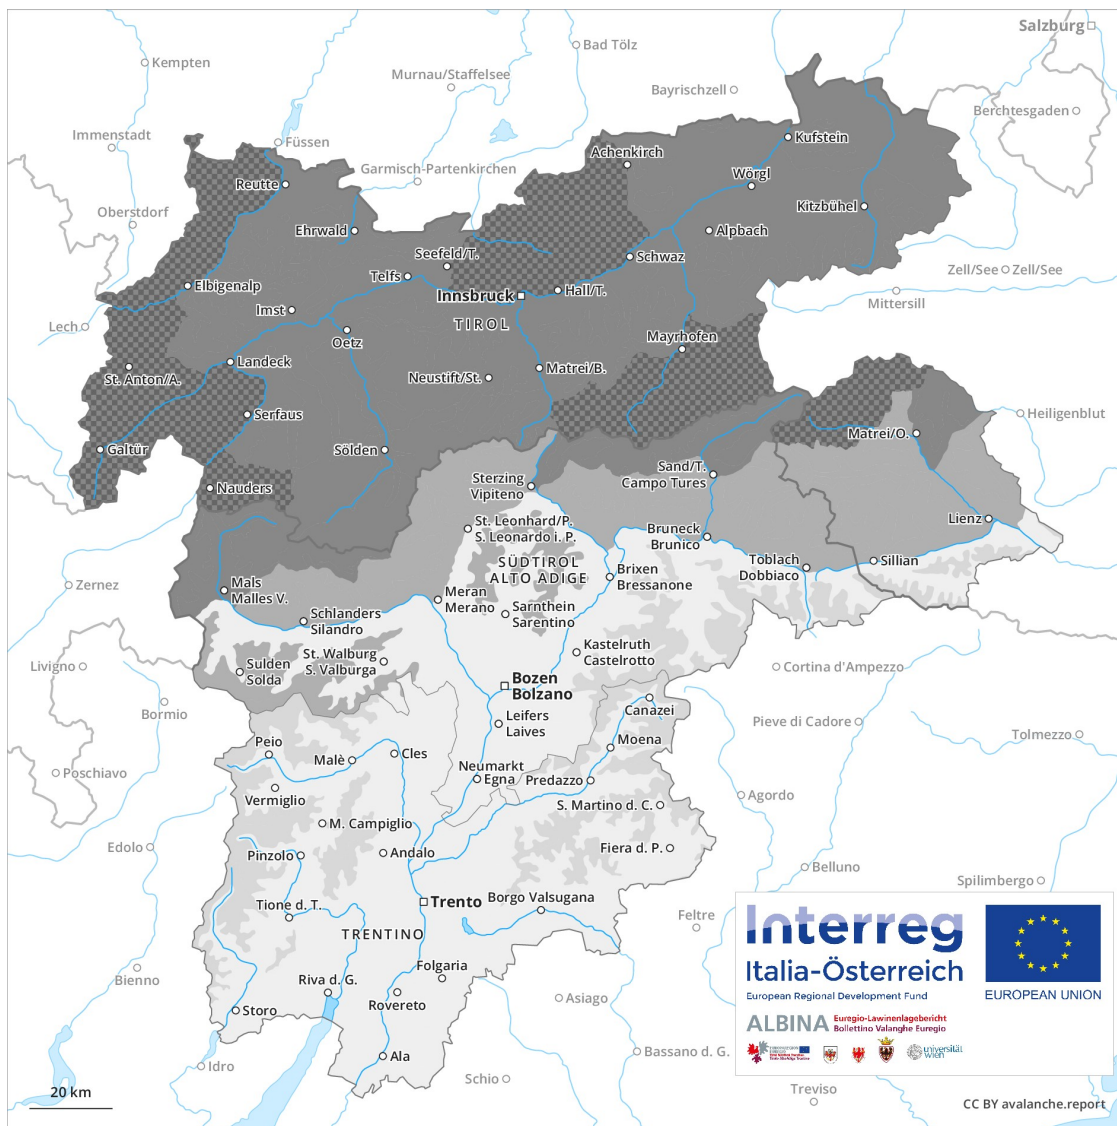 Salzburg
Bad Tölz
Kempten
Murnau/Staffelsee
Bayrischzell
Berchtesgaden
Immenstadt
Füssen
Kufstein
Achenkirch
Garmisch-Partenkirchen
Wörgl
Reutte
Oberstdorf
Kitzbühel
Ehrwald
Alpbach
Seefeld/T.
Schwaz
Zell/See
Zell/See
Telfs
Elbigenalp
Innsbruck
Hall/T.
Mittersill
Imst
TIROL
Lech
Oetz
Mayrhofen
Landeck
Matrei/B.
St. Anton/A.
Neustift/St.
Serfaus
Heiligenblut
Matrei/O.
Galtür
Sölden
Nauders
Sterzing
Vipiteno
Sand/T.
Campo Tures
St. Leonhard/P.
S. Leonardo i. P.
Lienz
Bruneck
Brunico
SÜDTIROL
ALTO ADIGE
Toblach
Dobbiaco
Sillian
Brixen
Bressanone
Zernez
Mals
Malles V.
Meran
Merano
Schlanders
Silandro
Sarnthein
Sarentino
Kastelruth
Castelrotto
St. Walburg
S. Valburga
Livigno
Sulden
Solda
Cortina d'Ampezzo
Bozen
Bolzano
Bormio
Canazei
Leifers
Laives
Pieve di Cadore
Tolmezzo
Peio
Cles
Moena
Malè
Poschiavo
Neumarkt
Egna
Predazzo
Vermiglio
S. Martino d. C.
Agordo
M. Campiglio
Edolo
Pinzolo
Andalo
Fiera d. P.
Belluno
Spilimbergo
Trento
Borgo Valsugana
Tione d. T.
Feltre
TRENTINO
Folgaria
Bienno
Riva d. G.
Rovereto
Asiago
Storo
Ala
Bassano d. G.
Idro
Schio
Treviso
20 km
Interreg
Italia-Österreich
European Regional Development Fund
EUROPEAN UNION
ALBINA
Euregio-Lawinenlagebericht
Bollettino Valanghe Euregio
universität
wien
CC BY avalanche.report